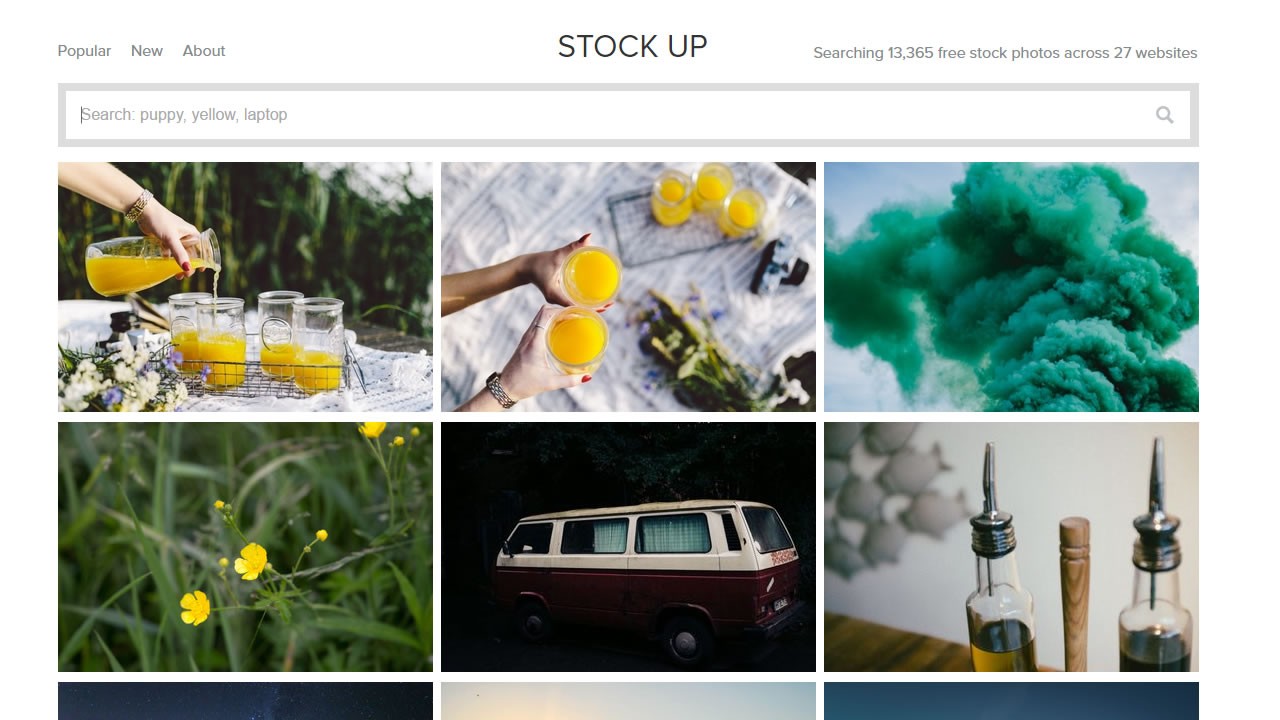 Popular New About
STOCK UP
Searching 13,365 free stock photos across 27 websites
Search: puppy, yellow, laptop